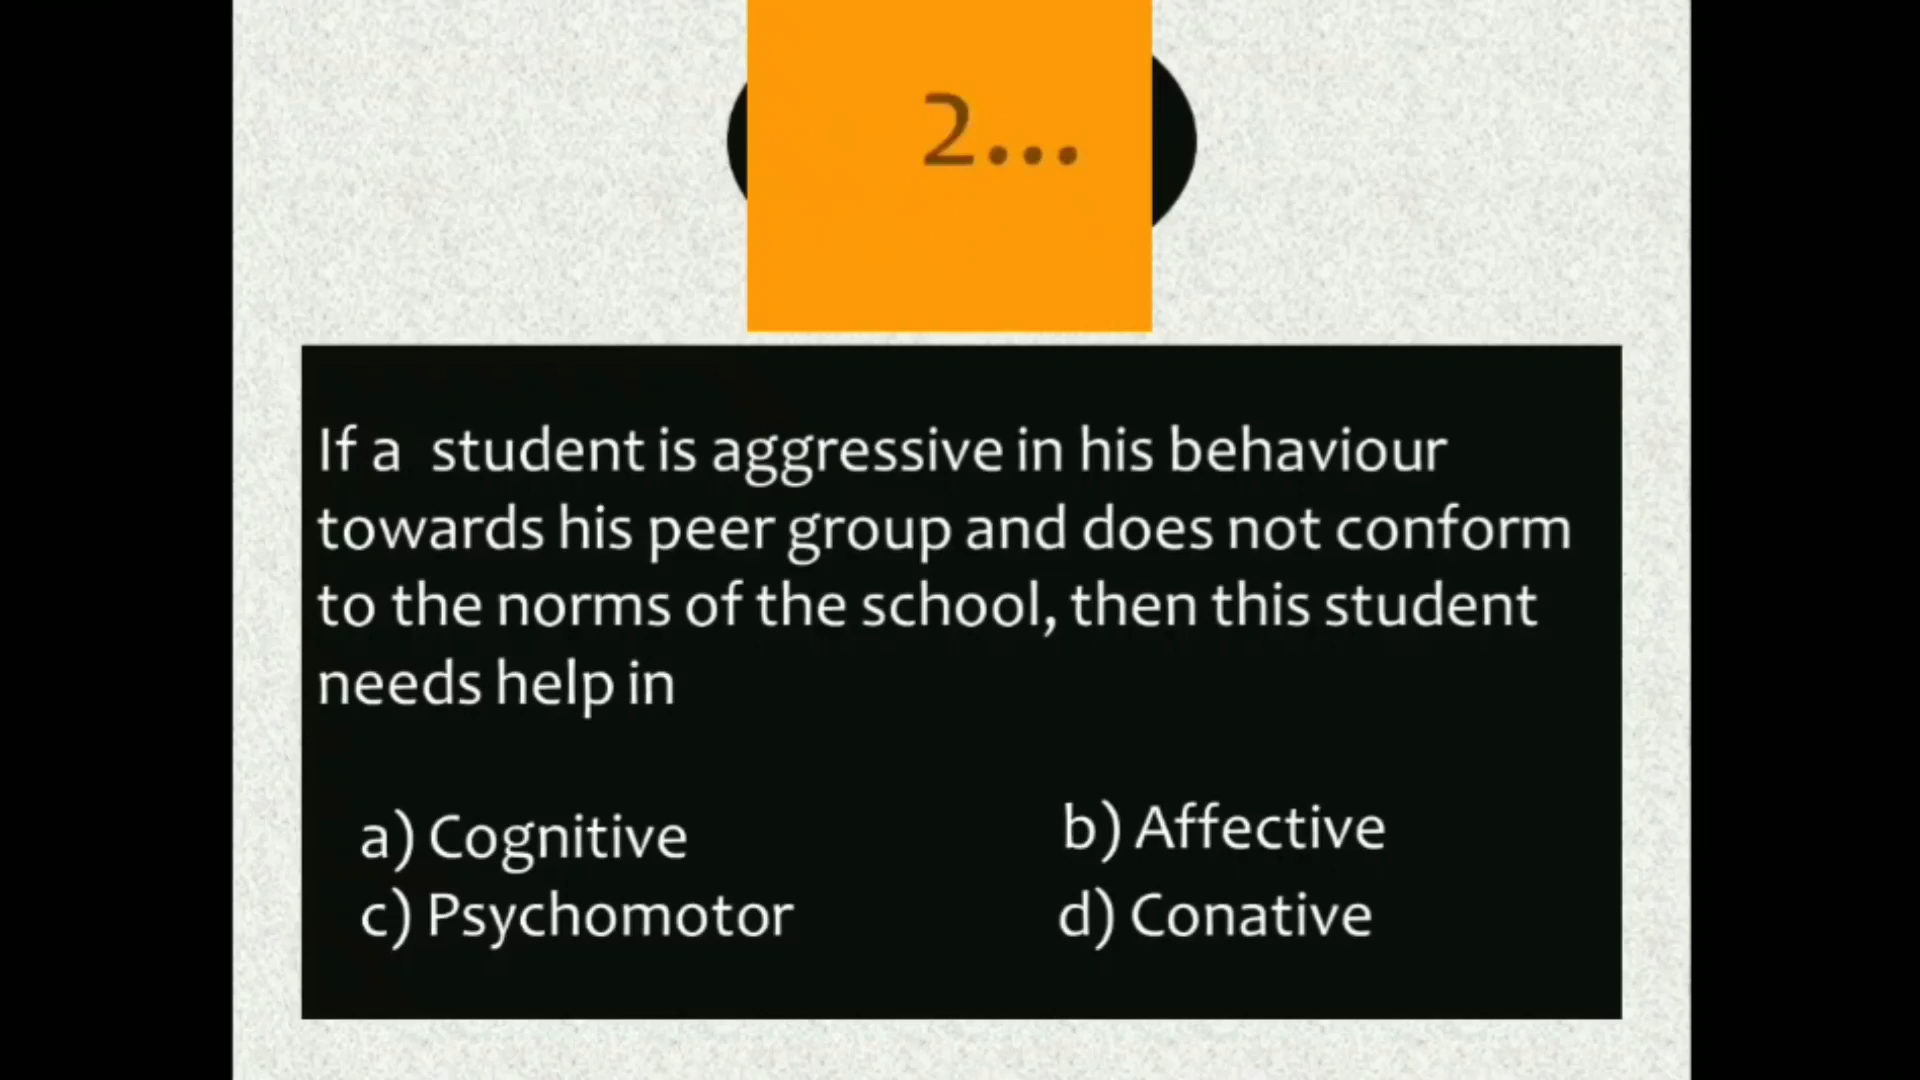 2...
If a student is aggressive in his behaviour
towards his peer group and does not conform
to the norms of the school, then this student
needs help in
a) Cognitive
b) Affective
c) Psychomotor
d) Conative